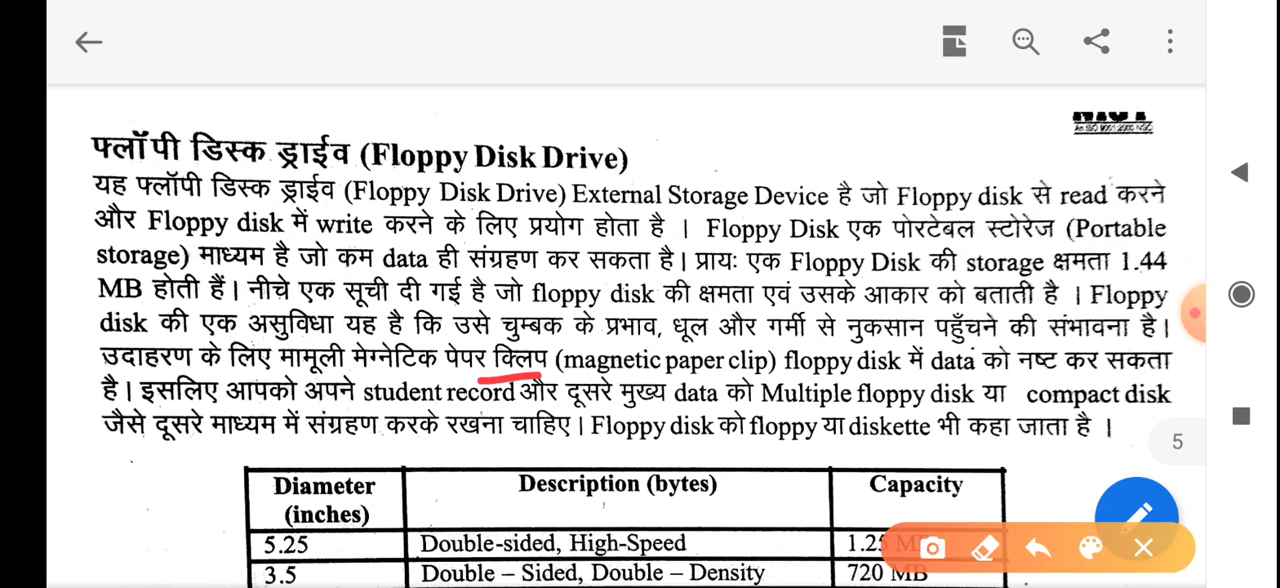 An ISO 9001:2000
फ्लॉपी डिस्क ड्राईव (Floppy Disk Drive)
यह फ्लॉपी डिस्क ड्राईव (Floppy Disk Drive) External Storage Device है जो Floppy disk से read करने
और Floppy disk में write करने के लिए प्रयोग होता है । Floppy Disk एक पोरटेबल स्टोरेज (Portable
storage) माध्यम है जो कम data ही संग्रहण कर सकता है। प्रायः एक Floppy Disk की storage क्षमता 1.44
MB होती हैं। नीचे एक सूची दी गई है जो floppy disk की क्षमता एवं उसके आकार को बताती है । Floppy
disk की एक असुविधा यह है कि उसे चुम्बक के प्रभाव, धूल और गर्मी से नुकसान पहुँचने की संभावना है।
उदाहरण के लिए मामूली मेग्नेटिक पेपर क्लिप (magnetic paper clip) floppy disk में data को नष्ट कर सकता
है। इसलिए आपको अपने student record और दूसरे मुख्य data को Multiple floppy disk या compact disk
जैसे दूसरे माध्यम में संग्रहण करके रखना चाहिए। Floppy disk को floppy या diskette भी कहा जाता है ।
5
Diameter (inches) Description (bytes) Capacity
5.25 Double-sided, High-Speed 1.25 M
3.5 Double – Sided, Double – Density 720 MB